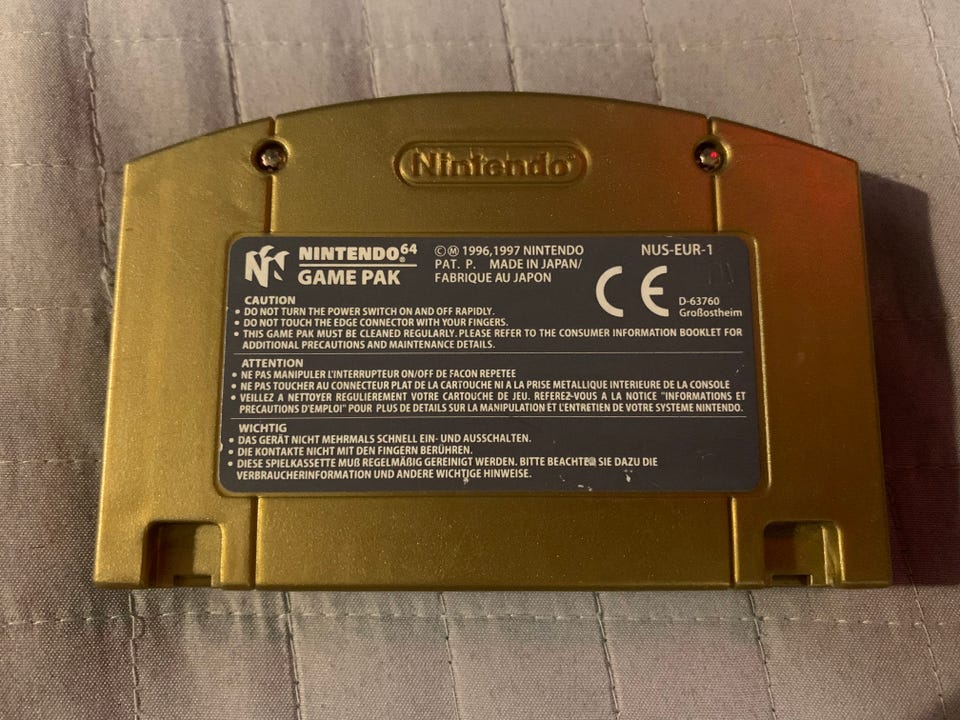 Nintendo®
NINTENDO64®
GAME PAK
©Ⓜ 1996,1997 NINTENDO
PAT. P. MADE IN JAPAN/
FABRIQUE AU JAPON
NUS-EUR-1
CE
D-63760
Großostheim
CAUTION
• DO NOT TURN THE POWER SWITCH ON AND OFF RAPIDLY.
• DO NOT TOUCH THE EDGE CONNECTOR WITH YOUR FINGERS.
• THIS GAME PAK MUST BE CLEANED REGULARLY. PLEASE REFER TO THE CONSUMER INFORMATION BOOKLET FOR
ADDITIONAL PRECAUTIONS AND MAINTENANCE DETAILS.
ATTENTION
• NE PAS MANIPULER L'INTERRUPTEUR ON/OFF DE FACON REPETEE
• NE PAS TOUCHER AU CONNECTEUR PLAT DE LA CARTOUCHE NI A LA PRISE METALLIQUE INTERIEURE DE LA CONSOLE
• VEILLEZ A NETTOYER REGULIEREMENT VOTRE CARTOUCHE DE JEU. REFEREZ-VOUS A LA NOTICE "INFORMATIONS ET
PRECAUTIONS D'EMPLOI" POUR PLUS DE DETAILS SUR LA MANIPULATION ET L'ENTRETIEN DE VOTRE SYSTEME NINTENDO.
WICHTIG
• DAS GERÄT NICHT MEHRMALS SCHNELL EIN- UND AUSSCHALTEN.
• DIE KONTAKTE NICHT MIT DEN FINGERN BERÜHREN.
• DIESE SPIELKASSETTE MUß REGELMÄßIG GEREINIGT WERDEN. BITTE BEACHTEN SIE DAZU DIE
VERBRAUCHERINFORMATION UND ANDERE WICHTIGE HINWEISE.